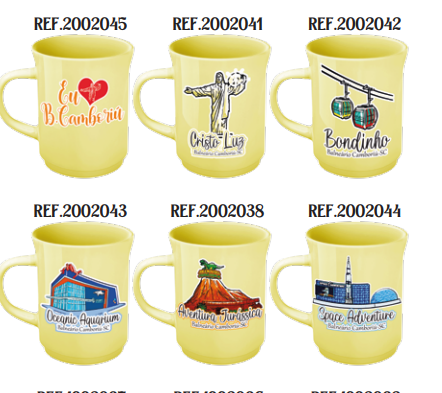 REF.2002045
REF.2002041
REF.2002042
Eu
B.Camboriú
Cristo Luz
Balneário Camboriú SC
Bondinho
Balneário Camboriú SC
REF.2002043
REF.2002038
REF.2002044
Oceanic Aquarium
Balneário Camboriú SC
Aventura Jurássica
Balneário Camboriú SC
Space Adventure
Balneário Camboriú SC